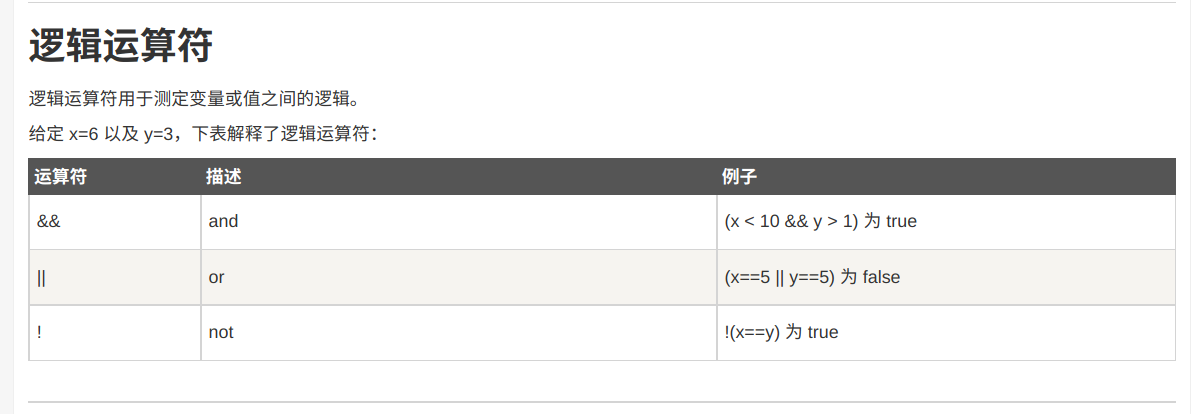 逻辑运算符
逻辑运算符用于测定变量或值之间的逻辑。
给定 x=6 以及 y=3，下表解释了逻辑运算符：
运算符 描述 例子
&& and (x < 10 && y > 1) 为 true
|| or (x==5 || y==5) 为 false
! not !(x==y) 为 true